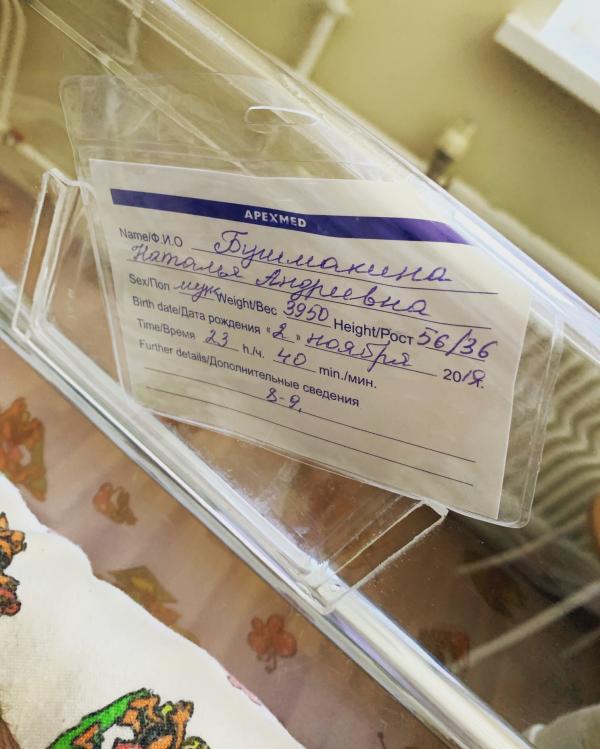 APEXMED
Name/Ф.И.О Бушмакина
Наталья Андреевна
Sex/Пол муж Weight/Вес 3950 Height/Рост 56/36
Birth date/Дата рождения «2» ноября 2019.
Time/Время 23 h./ч. 40 min./мин.
Further details/Дополнительные сведения
8-9.